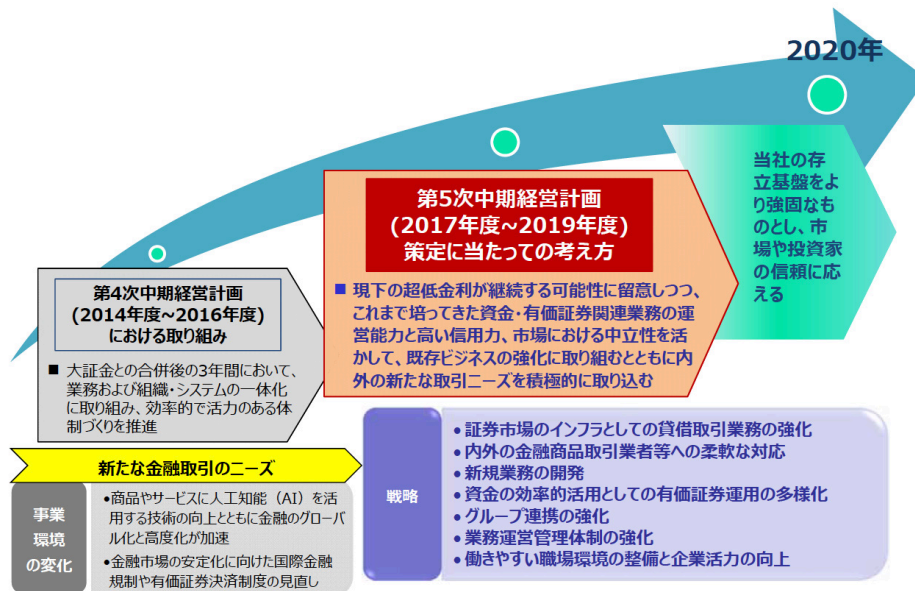 2020年
当社の存
立基盤をよ
り強固なも
のとし、市
場や投資家
の信頼に応
える
第5次中期経営計画
(2017年度～2019年度)
策定に当たっての考え方
■ 現下の超低金利が継続する可能性に留意しつつ、
これまで培ってきた資金・有価証券関連業務の運
営能力と高い信用力、市場における中立性を活
かして、既存ビジネスの強化に取り組むとともに内
外の新たな取引ニーズを積極的に取り込む
第4次中期経営計画
(2014年度～2016年度)
における取り組み
■ 大証金との合併後の3年間において、
業務および組織・システムの一体化
に取り組み、効率的で活力のある体
制づくりを推進
新たな金融取引のニーズ
事業
環境
の変化
•商品やサービスに人工知能（AI）を活
用する技術の向上とともに金融のグローバ
ル化と高度化が加速
•金融市場の安定化に向けた国際金融
規制や有価証券決済制度の見直し
戦略
•証券市場のインフラとしての貸借取引業務の強化
•内外の金融商品取引業者等への柔軟な対応
•新規業務の開発
•資金の効率的活用としての有価証券運用の多様化
•グループ連携の強化
•業務運営管理体制の強化
•働きやすい職場環境の整備と企業活力の向上